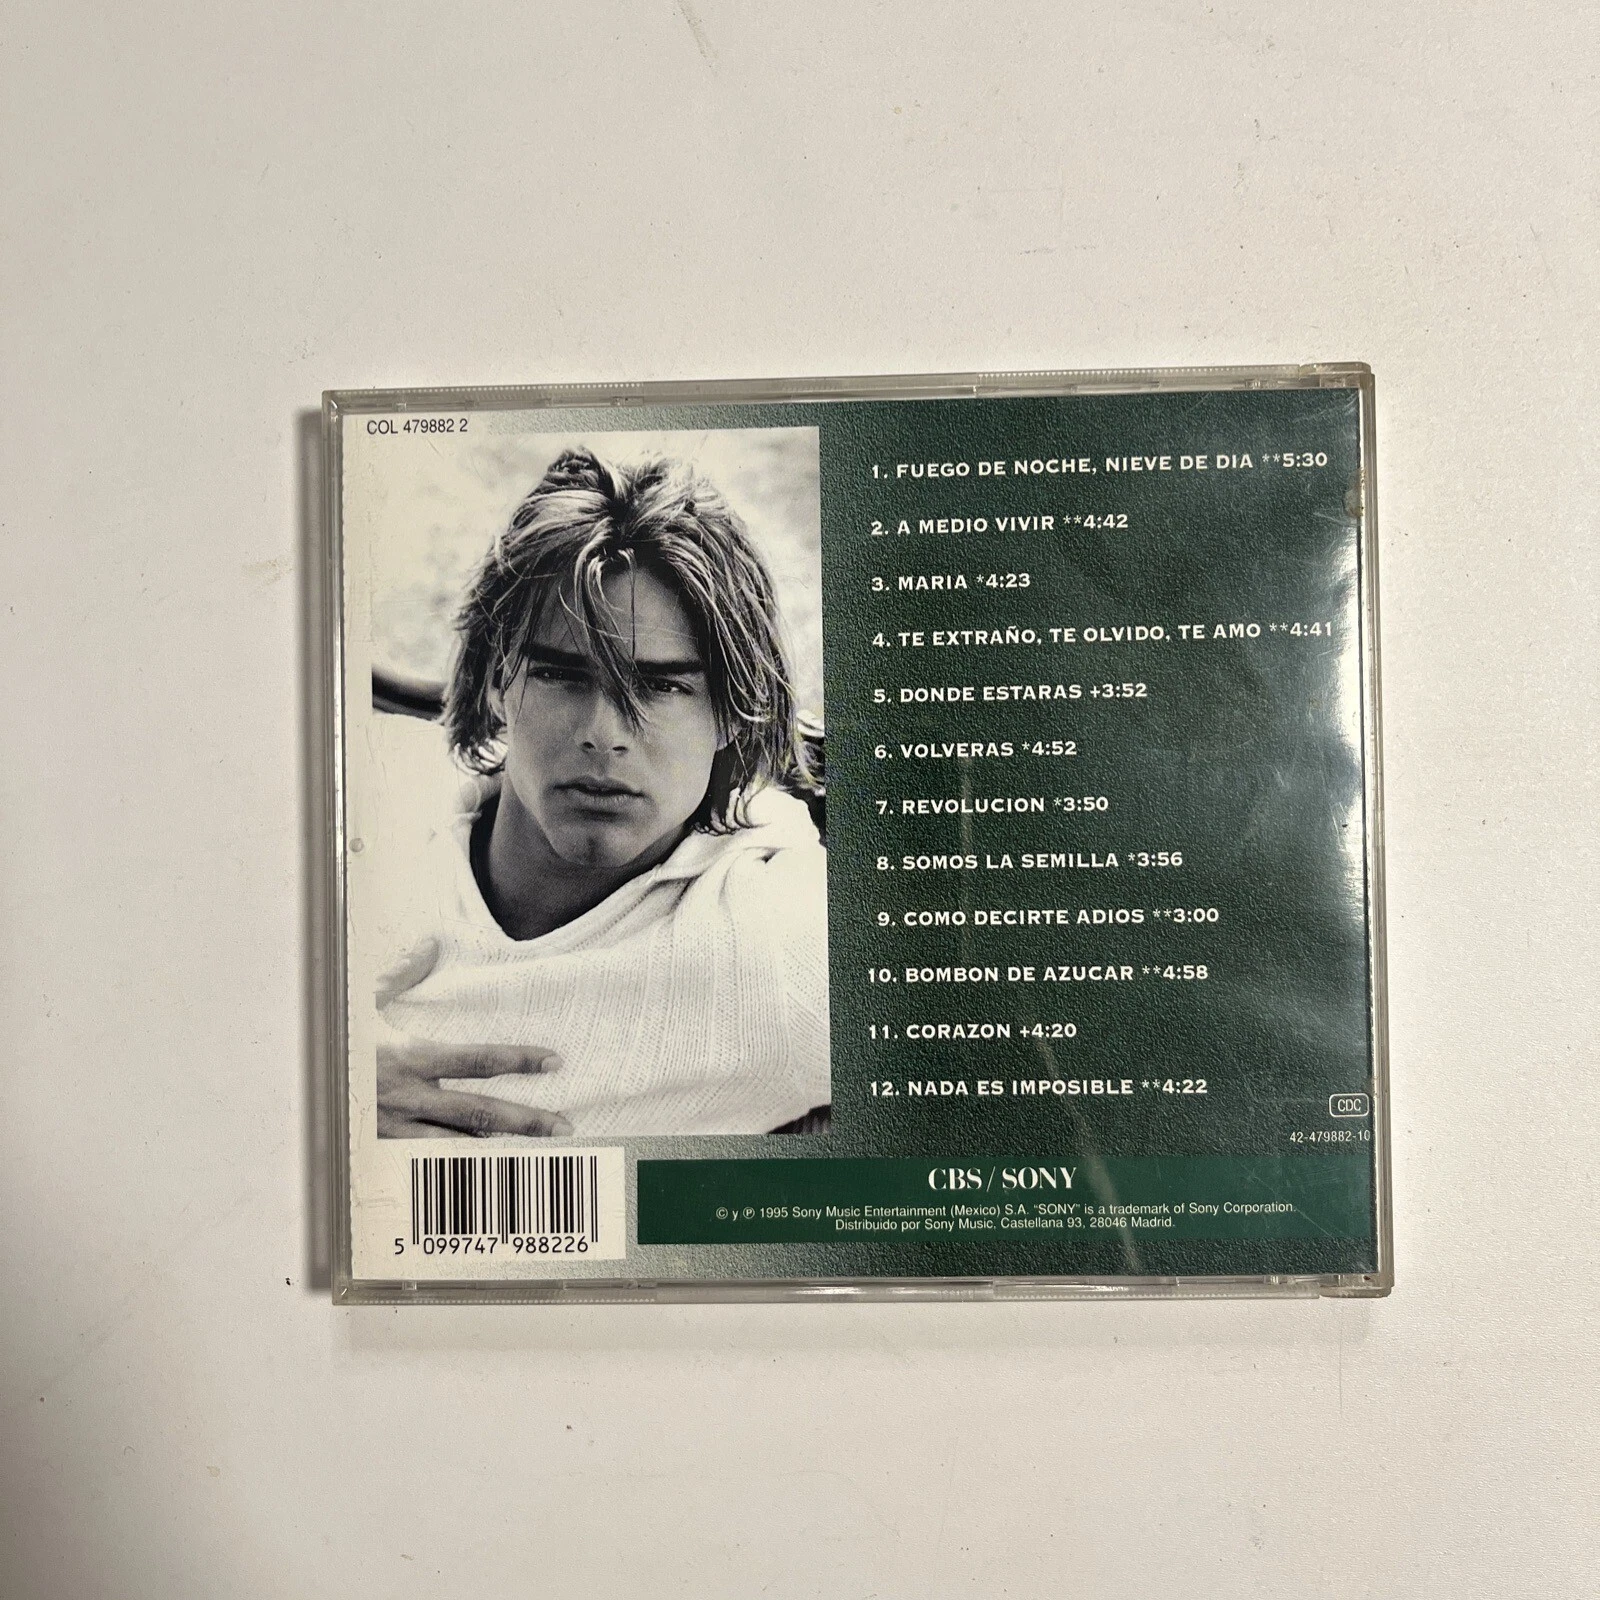 COL 479882 2
1. FUEGO DE NOCHE, NIEVE DE DIA **5:30
2. A MEDIO VIVIR **4:42
3. MARIA *4:23
4. TE EXTRAÑO, TE OLVIDO, TE AMO **4:41
5. DONDE ESTARAS +3:52
6. VOLVERAS *4:52
7. REVOLUCION *3:50
8. SOMOS LA SEMILLA *3:56
9. COMO DECIRTE ADIOS **3:00
10. BOMBON DE AZUCAR **4:58
11. CORAZON +4:20
12. NADA ES IMPOSIBLE **4:22
CDC
42-479882-10
CBS / SONY
© y ℗ 1995 Sony Music Entertainment (Mexico) S.A. "SONY" is a trademark of Sony Corporation.
Distribuido por Sony Music, Castellana 93, 28046 Madrid.
5 099747 988226